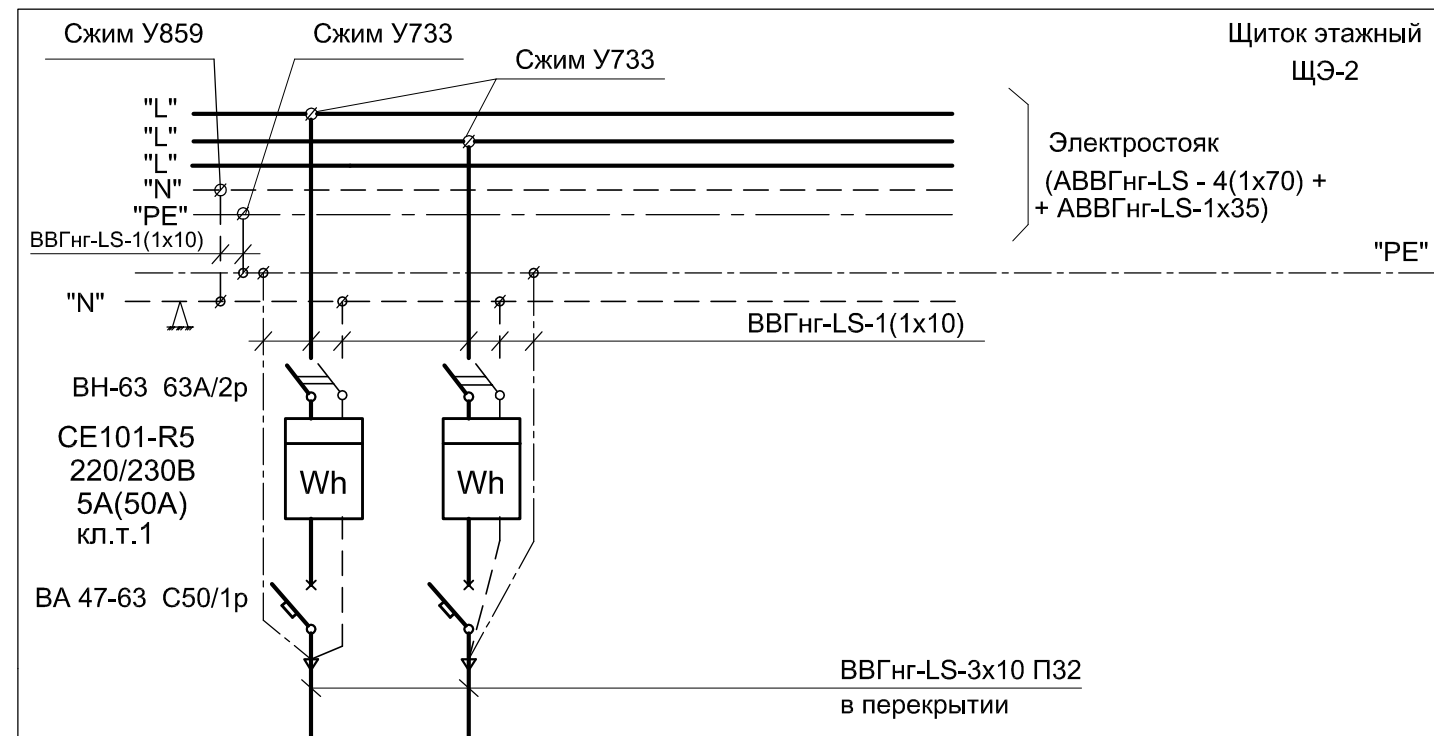 Сжим У859
Сжим У733
Сжим У733
Щиток этажный
ЩЭ-2
"L"
"L"
"L"
"N"
"PE"
Электростояк
(АВВГнг-LS - 4(1х70) +
+ АВВГнг-LS-1х35)
ВВГнг-LS-1(1х10)
"PE"
"N"
ВВГнг-LS-1(1х10)
ВН-63 63А/2р
СЕ101-R5
220/230В
5А(50А)
кл.т.1
Wh
Wh
ВА 47-63 С50/1р
ВВГнг-LS-3х10 П32
в перекрытии